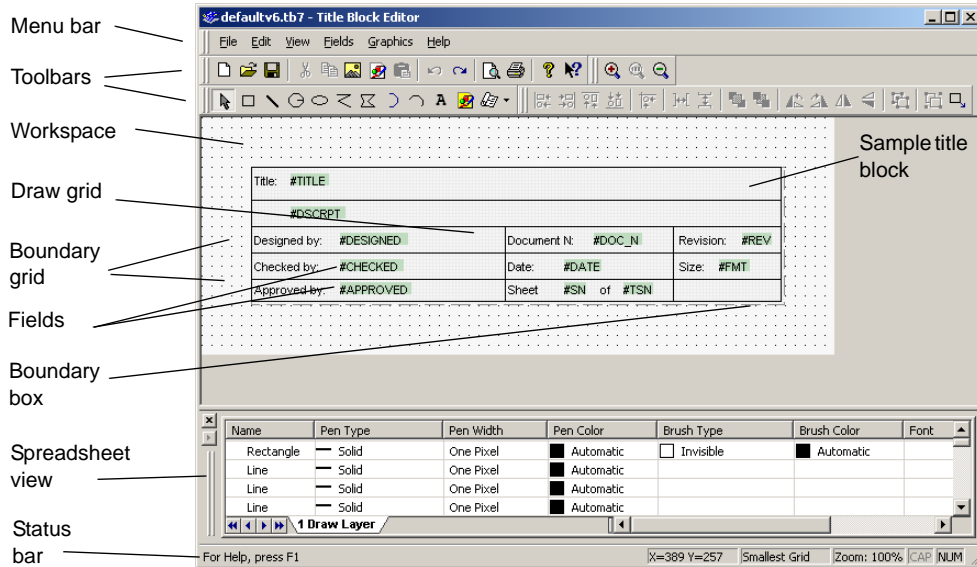 defaultv6.tb7 - Title Block Editor
Menu bar
File Edit View Fields Graphics Help
Toolbars
A
Workspace
Sample title
block
Title: #TITLE
Draw grid
#DSCRPT
Designed by: #DESIGNED Document N: #DOC_N Revision: #REV
Boundary
grid
Checked by: #CHECKED Date: #DATE Size: #FMT
Approved by: #APPROVED Sheet #SN of #TSN
Fields
Boundary
box
Name Pen Type Pen Width Pen Color Brush Type Brush Color Font
Rectangle Solid One Pixel Automatic Invisible Automatic
Spreadsheet
view
Line Solid One Pixel Automatic
Line Solid One Pixel Automatic
Line Solid One Pixel Automatic
1 Draw Layer
Status
bar
For Help, press F1 X=389 Y=257 Smallest Grid Zoom: 100% CAP NUM